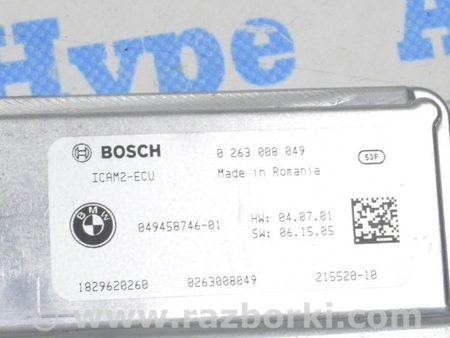 Hype A
BOSCH 0 263 008 049
53F
ICAM2-ECU Made in Romania
BMW
049458746-01 HW: 04.07.01
SW: 06.15.05
1829620260 0263008049 215520-10
© www.razborki.com